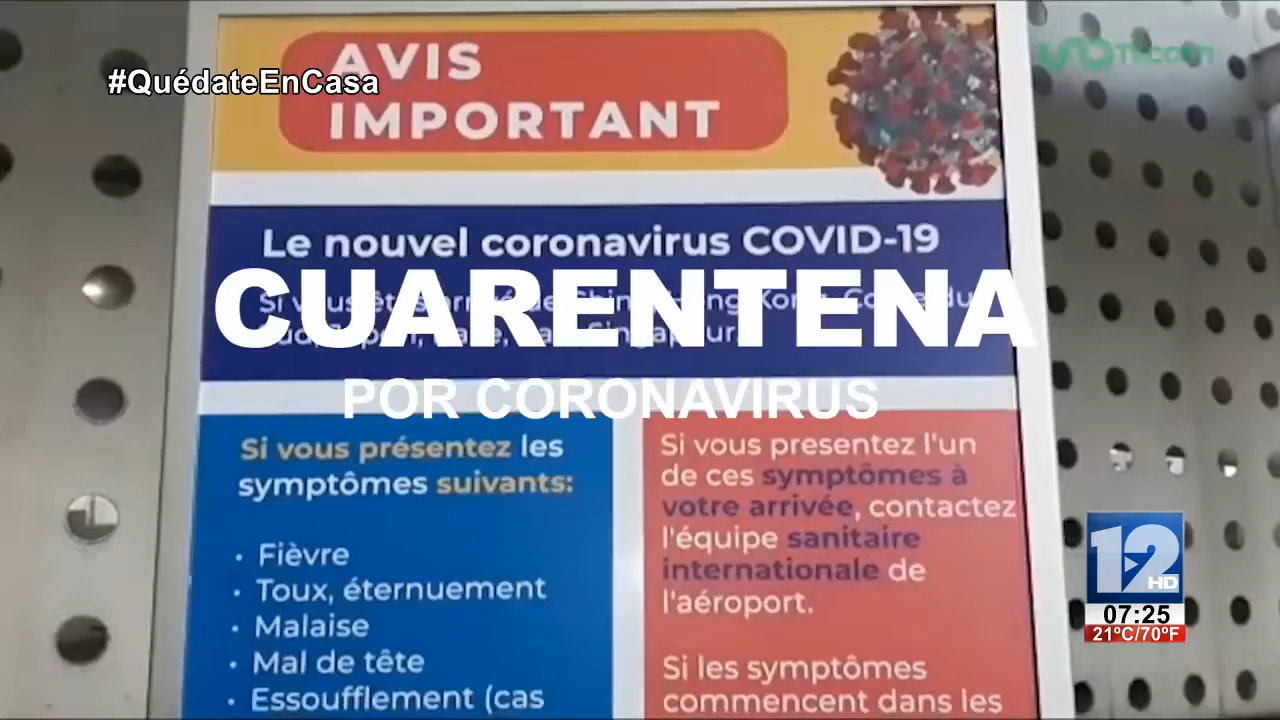 #QuédateEnCasa
AVIS
IMPORTANT
Le nouvel coronavirus COVID-19
CUARENTENA
POR CORONAVIRUS
Si vous présentez les
symptômes suivants:
• Fièvre
• Toux, éternuement
• Malaise
• Mal de tête
• Essoufflement (cas
Si vous presentez l'un
de ces symptômes à
votre arrivée, contactez
l'équipe sanitaire
internationale de
l'aéroport.
Si les symptômes
commencent dans les
12
HD
07:25
21ºC/70ºF